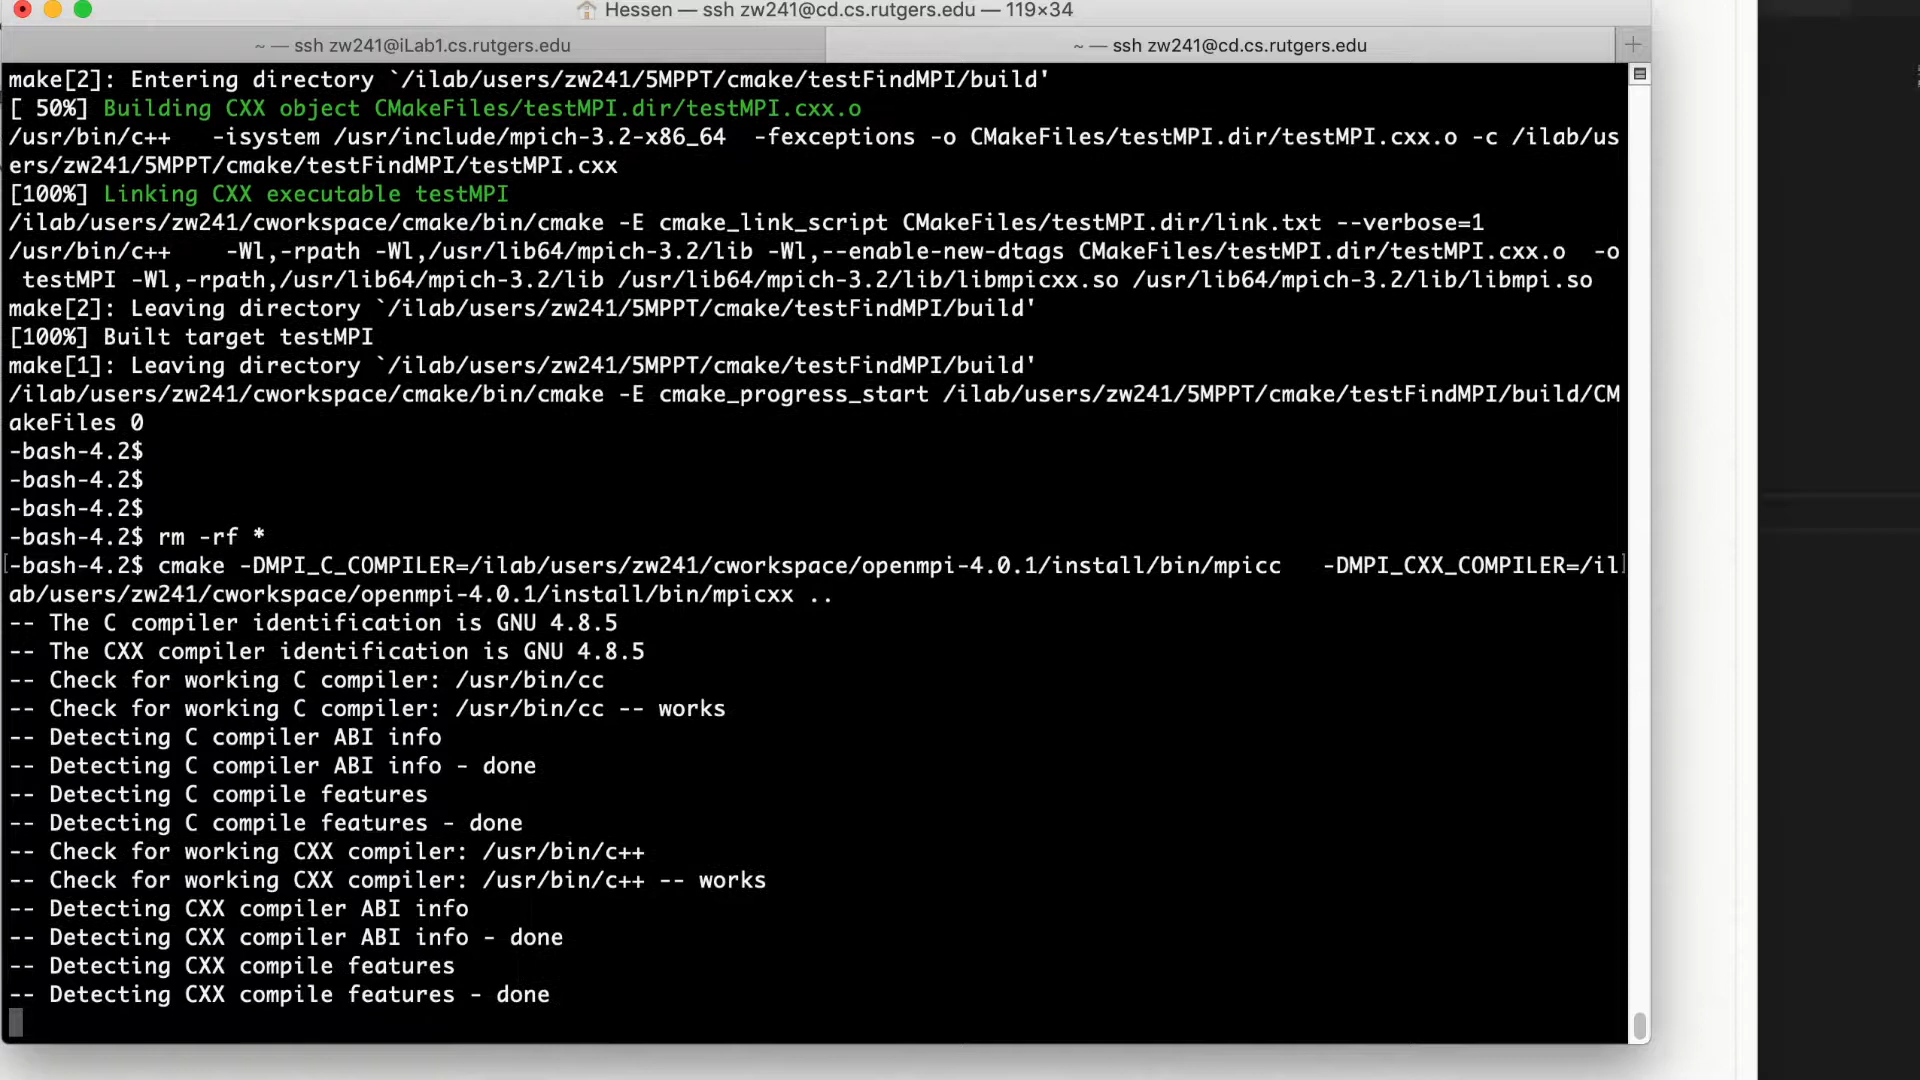 Hessen — ssh zw241@cd.cs.rutgers.edu — 119×34
~ — ssh zw241@iLab1.cs.rutgers.edu
~ — ssh zw241@cd.cs.rutgers.edu
make[2]: Entering directory `/ilab/users/zw241/5MPPT/cmake/testFindMPI/build'
[ 50%] Building CXX object CMakeFiles/testMPI.dir/testMPI.cxx.o
/usr/bin/c++   -isystem /usr/include/mpich-3.2-x86_64  -fexceptions -o CMakeFiles/testMPI.dir/testMPI.cxx.o -c /ilab/us
ers/zw241/5MPPT/cmake/testFindMPI/testMPI.cxx
[100%] Linking CXX executable testMPI
/ilab/users/zw241/cworkspace/cmake/bin/cmake -E cmake_link_script CMakeFiles/testMPI.dir/link.txt --verbose=1
/usr/bin/c++    -Wl,-rpath -Wl,/usr/lib64/mpich-3.2/lib -Wl,--enable-new-dtags CMakeFiles/testMPI.dir/testMPI.cxx.o  -o
 testMPI -Wl,-rpath,/usr/lib64/mpich-3.2/lib /usr/lib64/mpich-3.2/lib/libmpicxx.so /usr/lib64/mpich-3.2/lib/libmpi.so
make[2]: Leaving directory `/ilab/users/zw241/5MPPT/cmake/testFindMPI/build'
[100%] Built target testMPI
make[1]: Leaving directory `/ilab/users/zw241/5MPPT/cmake/testFindMPI/build'
/ilab/users/zw241/cworkspace/cmake/bin/cmake -E cmake_progress_start /ilab/users/zw241/5MPPT/cmake/testFindMPI/build/CM
akeFiles 0
-bash-4.2$
-bash-4.2$
-bash-4.2$
-bash-4.2$ rm -rf *
-bash-4.2$ cmake -DMPI_C_COMPILER=/ilab/users/zw241/cworkspace/openmpi-4.0.1/install/bin/mpicc   -DMPI_CXX_COMPILER=/il
ab/users/zw241/cworkspace/openmpi-4.0.1/install/bin/mpicxx ..
-- The C compiler identification is GNU 4.8.5
-- The CXX compiler identification is GNU 4.8.5
-- Check for working C compiler: /usr/bin/cc
-- Check for working C compiler: /usr/bin/cc -- works
-- Detecting C compiler ABI info
-- Detecting C compiler ABI info - done
-- Detecting C compile features
-- Detecting C compile features - done
-- Check for working CXX compiler: /usr/bin/c++
-- Check for working CXX compiler: /usr/bin/c++ -- works
-- Detecting CXX compiler ABI info
-- Detecting CXX compiler ABI info - done
-- Detecting CXX compile features
-- Detecting CXX compile features - done